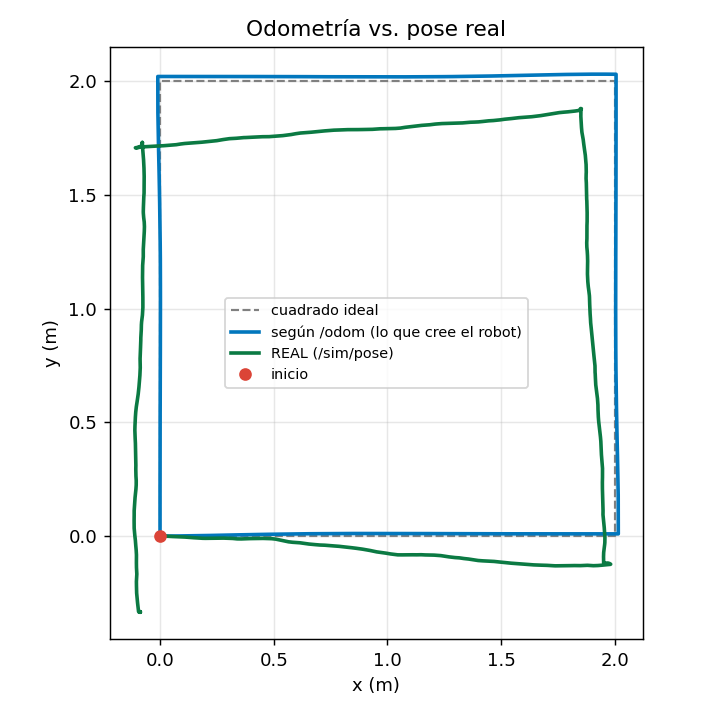 Odometría vs. pose real
y (m)
2.0
1.5
1.0
0.5
0.0
cuadrado ideal
según /odom (lo que cree el robot)
REAL (/sim/pose)
inicio
0.0 0.5 1.0 1.5 2.0
x (m)